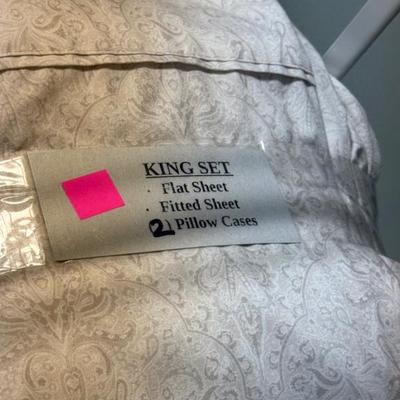 KING SET
. Flat Sheet
. Fitted Sheet
2 Pillow Cases